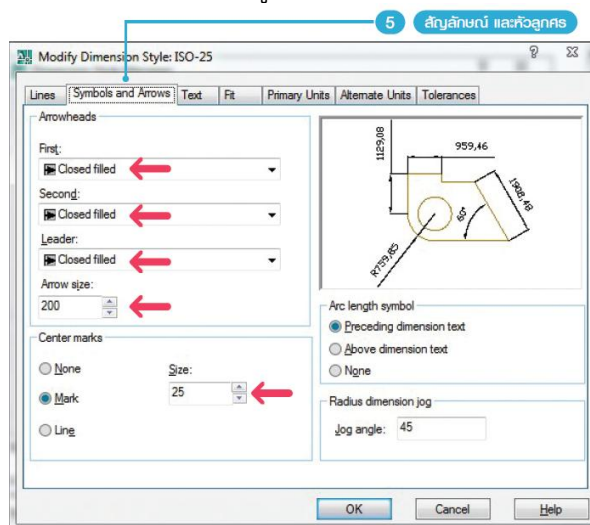 5 สัญลักษณ์ และหัวลูกศร
Modify Dimension Style: ISO-25
Lines Symbols and Arrows Text Fit Primary Units Alternate Units Tolerances
Arrowheads
First:
Closed filled
Second:
Closed filled
Leader:
Closed filled
Arrow size:
200
Center marks
None
Mark
Line
Size:
25
1129,08
959,46
1908,48
60°
R759,85
Arc length symbol
Preceding dimension text
Above dimension text
None
Radius dimension jog
Jog angle: 45
OK Cancel Help